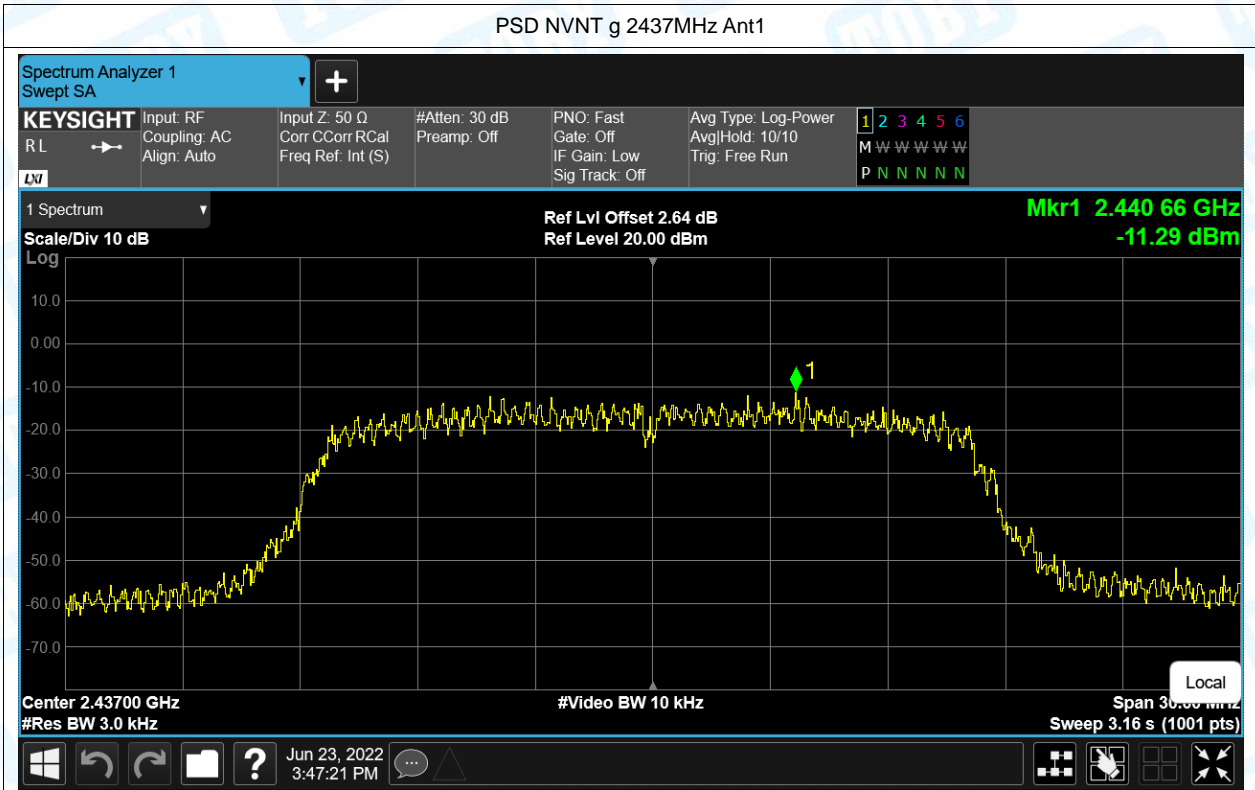 PSD NVNT g 2437MHz Ant1
Spectrum Analyzer 1
Swept SA
KEYSIGHT
R L
LXI
Input: RF
Coupling: AC
Align: Auto
Input Z: 50 Ω
Corr CCorr RCal
Freq Ref: Int (S)
#Atten: 30 dB
Preamp: Off
PNO: Fast
Gate: Off
IF Gain: Low
Sig Track: Off
Avg Type: Log-Power
Avg|Hold: 10/10
Trig: Free Run
1 2 3 4 5 6
M W W W W W
P N N N N N
1 Spectrum
Scale/Div 10 dB
Ref Lvl Offset 2.64 dB
Ref Level 20.00 dBm
Mkr1 2.440 66 GHz
-11.29 dBm
Log
10.0
0.00
-10.0
-20.0
-30.0
-40.0
-50.0
-60.0
-70.0
1
Center 2.43700 GHz
#Res BW 3.0 kHz
#Video BW 10 kHz
Local
Span 30.00 MHz
Sweep 3.16 s (1001 pts)
Jun 23, 2022
3:47:21 PM